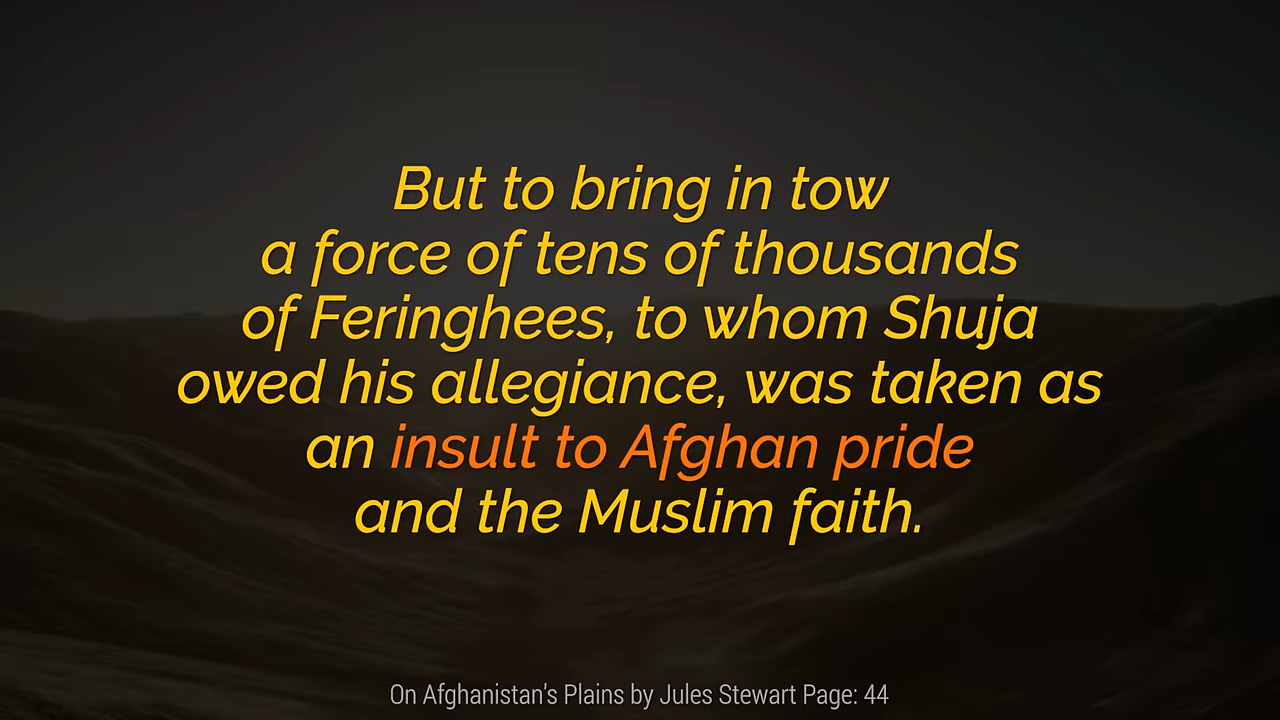 But to bring in tow
a force of tens of thousands
of Feringhees, to whom Shuja
owed his allegiance, was taken as
an insult to Afghan pride
and the Muslim faith.
On Afghanistan's Plains by Jules Stewart Page: 44